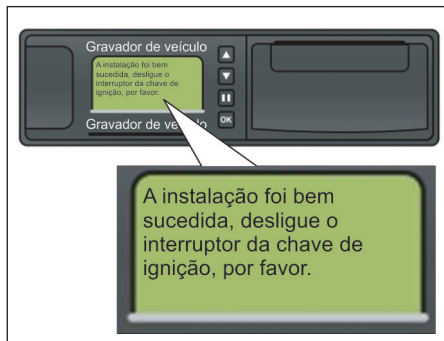 Gravador de veículo
A instalação foi bem
sucedida, desligue o
interruptor da chave de
ignição, por favor.
OK
Gravador de veículo
A instalação foi bem
sucedida, desligue o
interruptor da chave de
ignição, por favor.